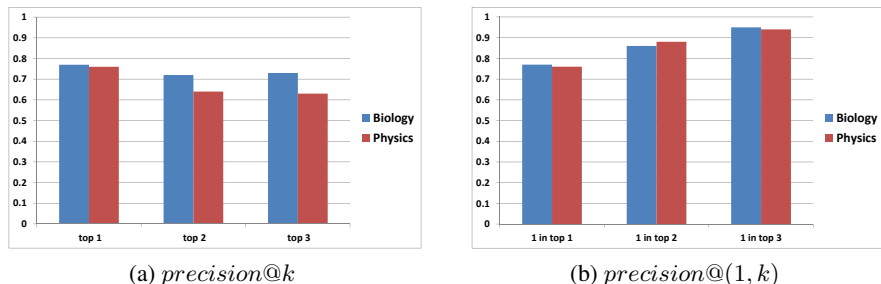 1
0.9
0.8
0.7
0.6
0.5
0.4
0.3
0.2
0.1
0
top 1 top 2 top 3
Biology
Physics
(a) precision@k
1
0.9
0.8
0.7
0.6
0.5
0.4
0.3
0.2
0.1
0
1 in top 1 1 in top 2 1 in top 3
Biology
Physics
(b) precision@(1, k)